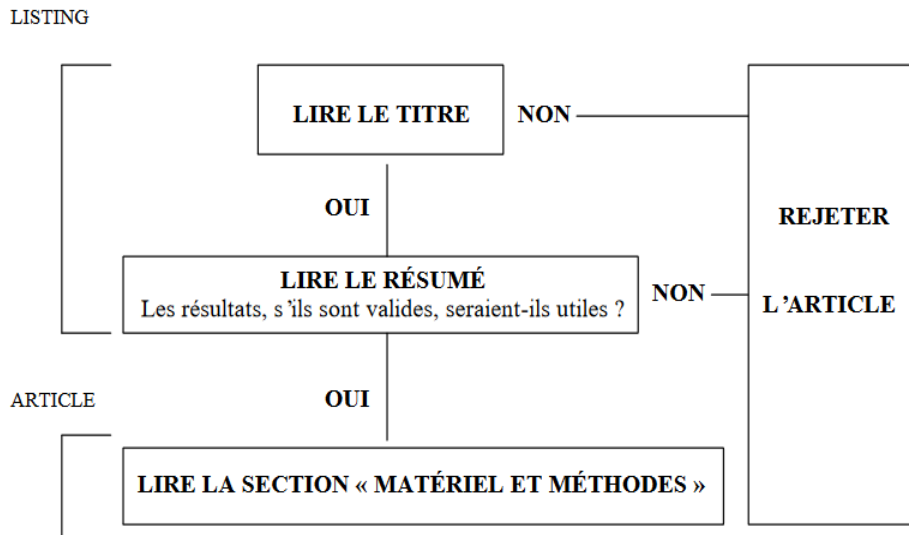 LISTING
LIRE LE TITRE NON
OUI
REJETER
LIRE LE RÉSUMÉ
Les résultats, s'ils sont valides, seraient-ils utiles ?
NON
L'ARTICLE
ARTICLE
OUI
LIRE LA SECTION « MATÉRIEL ET MÉTHODES »